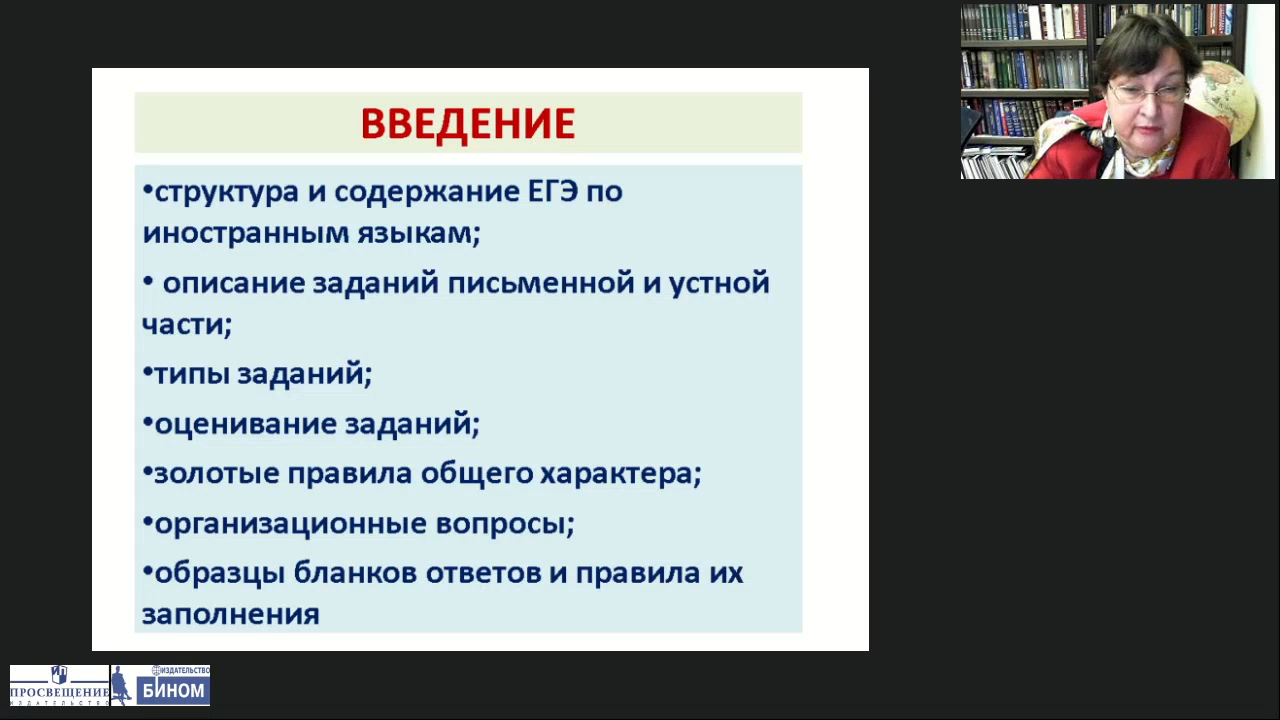 ВВЕДЕНИЕ
•структура и содержание ЕГЭ по
иностранным языкам;
• описание заданий письменной и устной
части;
•типы заданий;
•оценивание заданий;
•золотые правила общего характера;
•организационные вопросы;
•образцы бланков ответов и правила их
заполнения
ПРОСВЕЩЕНИЕ
ИЗДАТЕЛЬСТВО
ИЗДАТЕЛЬСТВО
БИНОМ